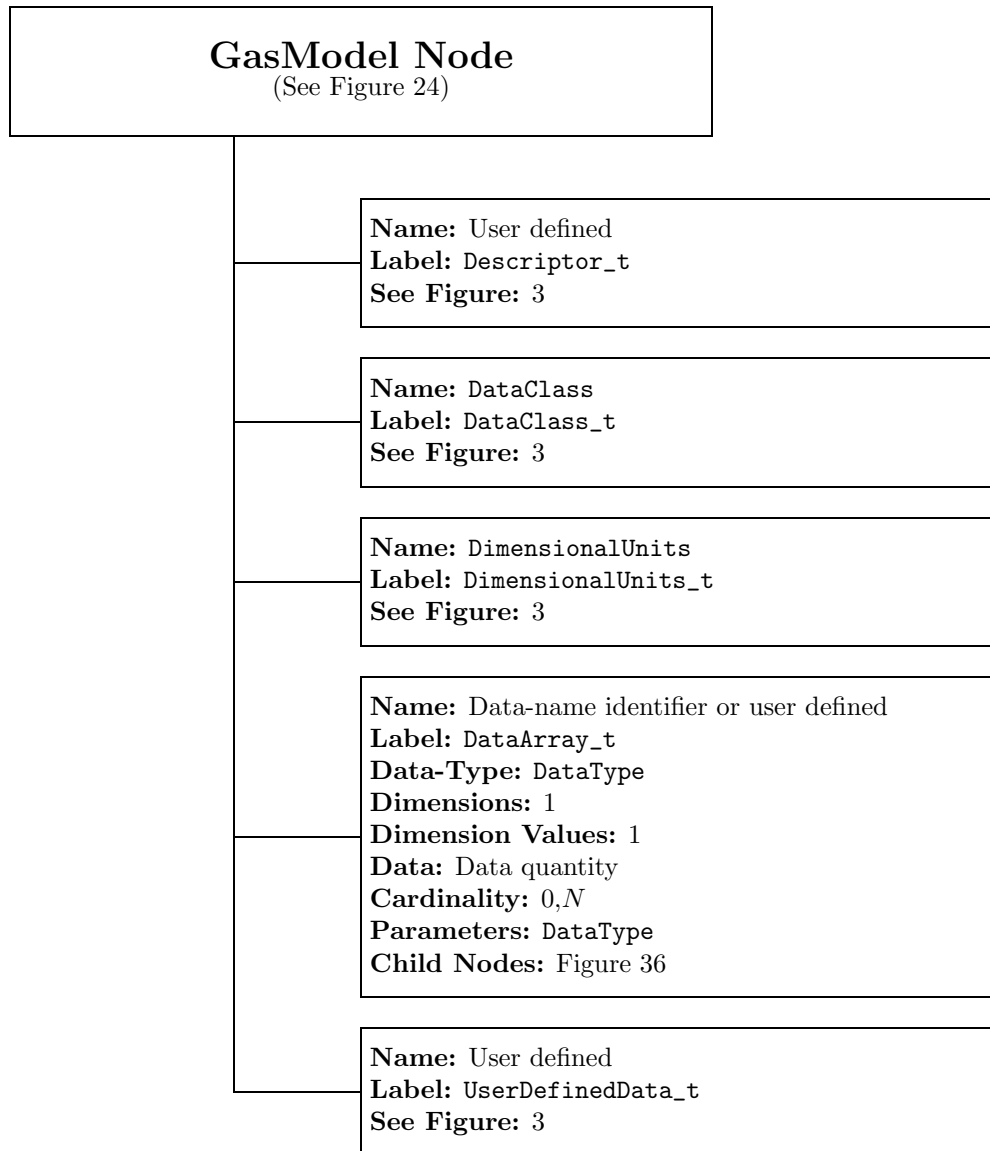 GasModel Node
(See Figure 24)
Name: User defined
Label: Descriptor_t
See Figure: 3
Name: DataClass
Label: DataClass_t
See Figure: 3
Name: DimensionalUnits
Label: DimensionalUnits_t
See Figure: 3
Name: Data-name identifier or user defined
Label: DataArray_t
Data-Type: DataType
Dimensions: 1
Dimension Values: 1
Data: Data quantity
Cardinality: 0,N
Parameters: DataType
Child Nodes: Figure 36
Name: User defined
Label: UserDefinedData_t
See Figure: 3